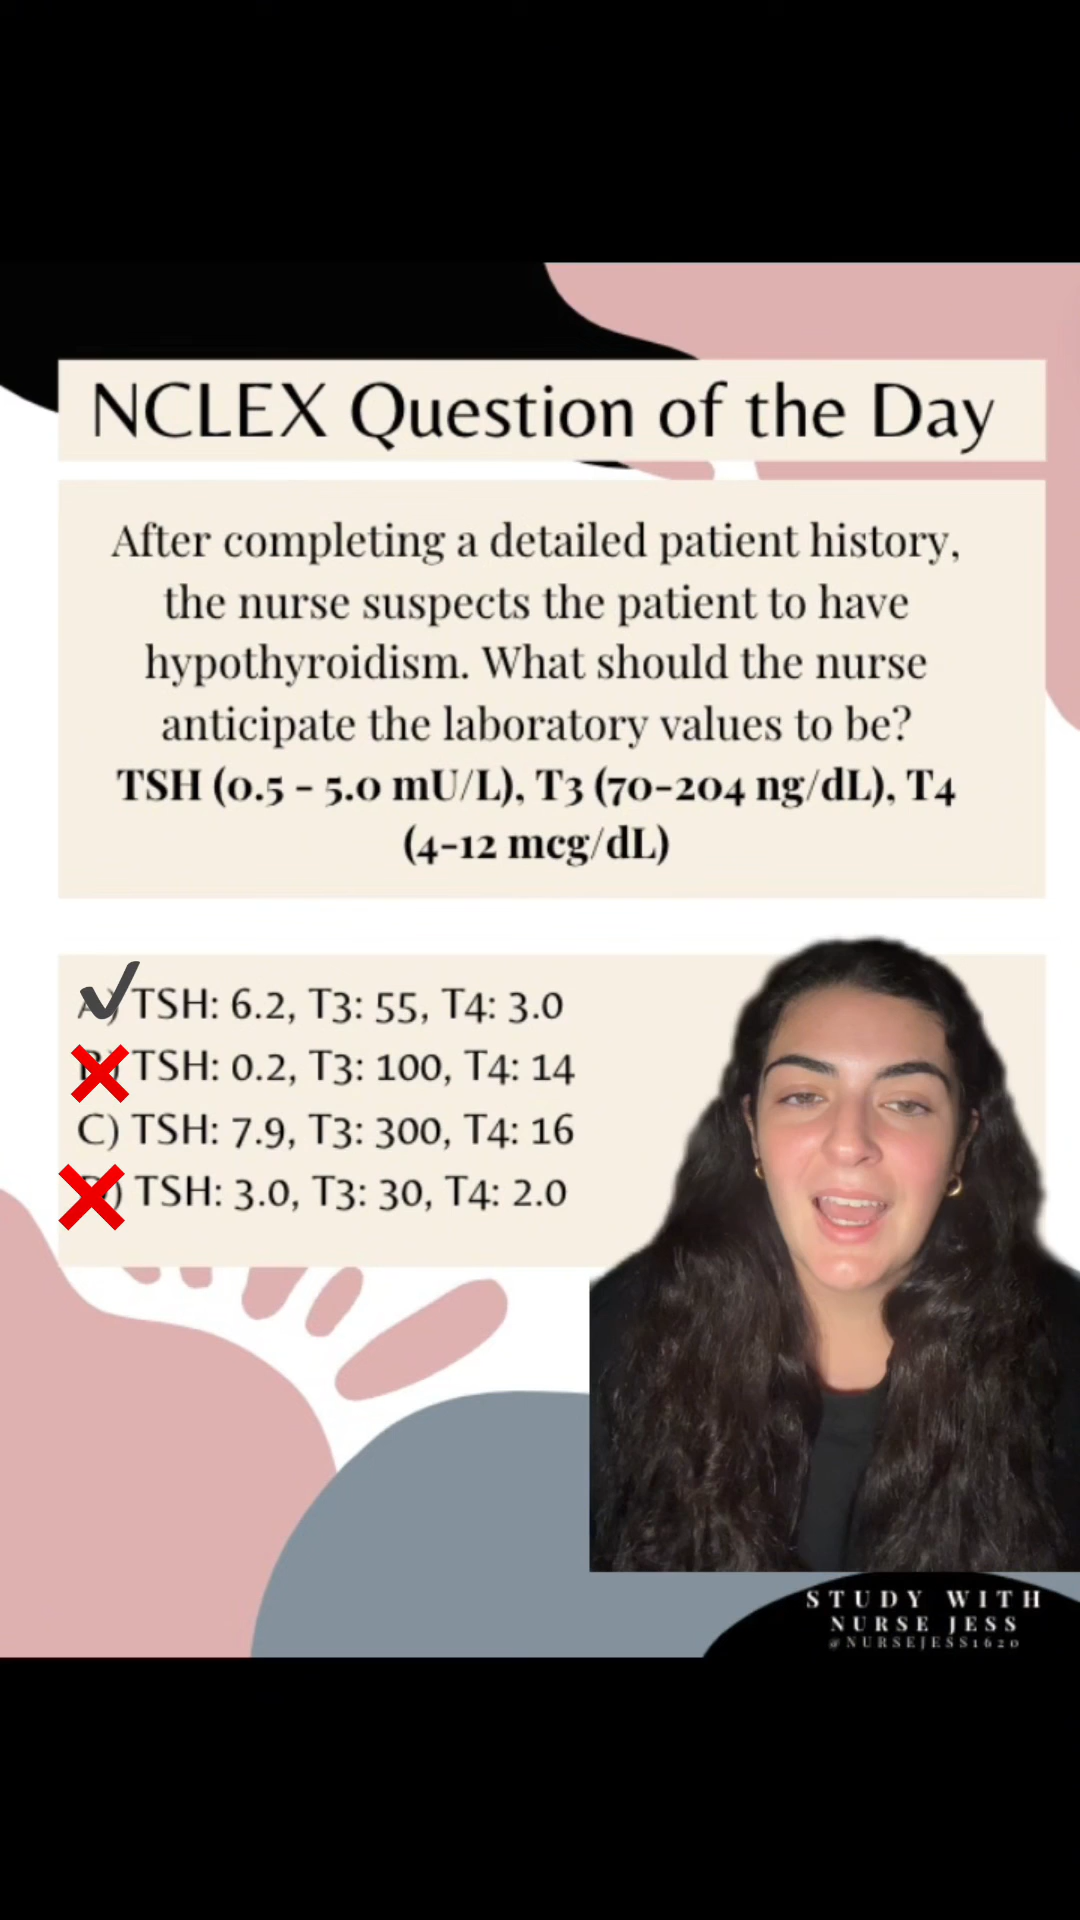 NCLEX Question of the Day
After completing a detailed patient history,
the nurse suspects the patient to have
hypothyroidism. What should the nurse
anticipate the laboratory values to be?
TSH (0.5 - 5.0 mU/L), T3 (70-204 ng/dL), T4
(4-12 mcg/dL)
A) TSH: 6.2, T3: 55, T4: 3.0
B) TSH: 0.2, T3: 100, T4: 14
C) TSH: 7.9, T3: 300, T4: 16
D) TSH: 3.0, T3: 30, T4: 2.0
STUDY WITH
NURSE JESS
@NURSEJESS1620